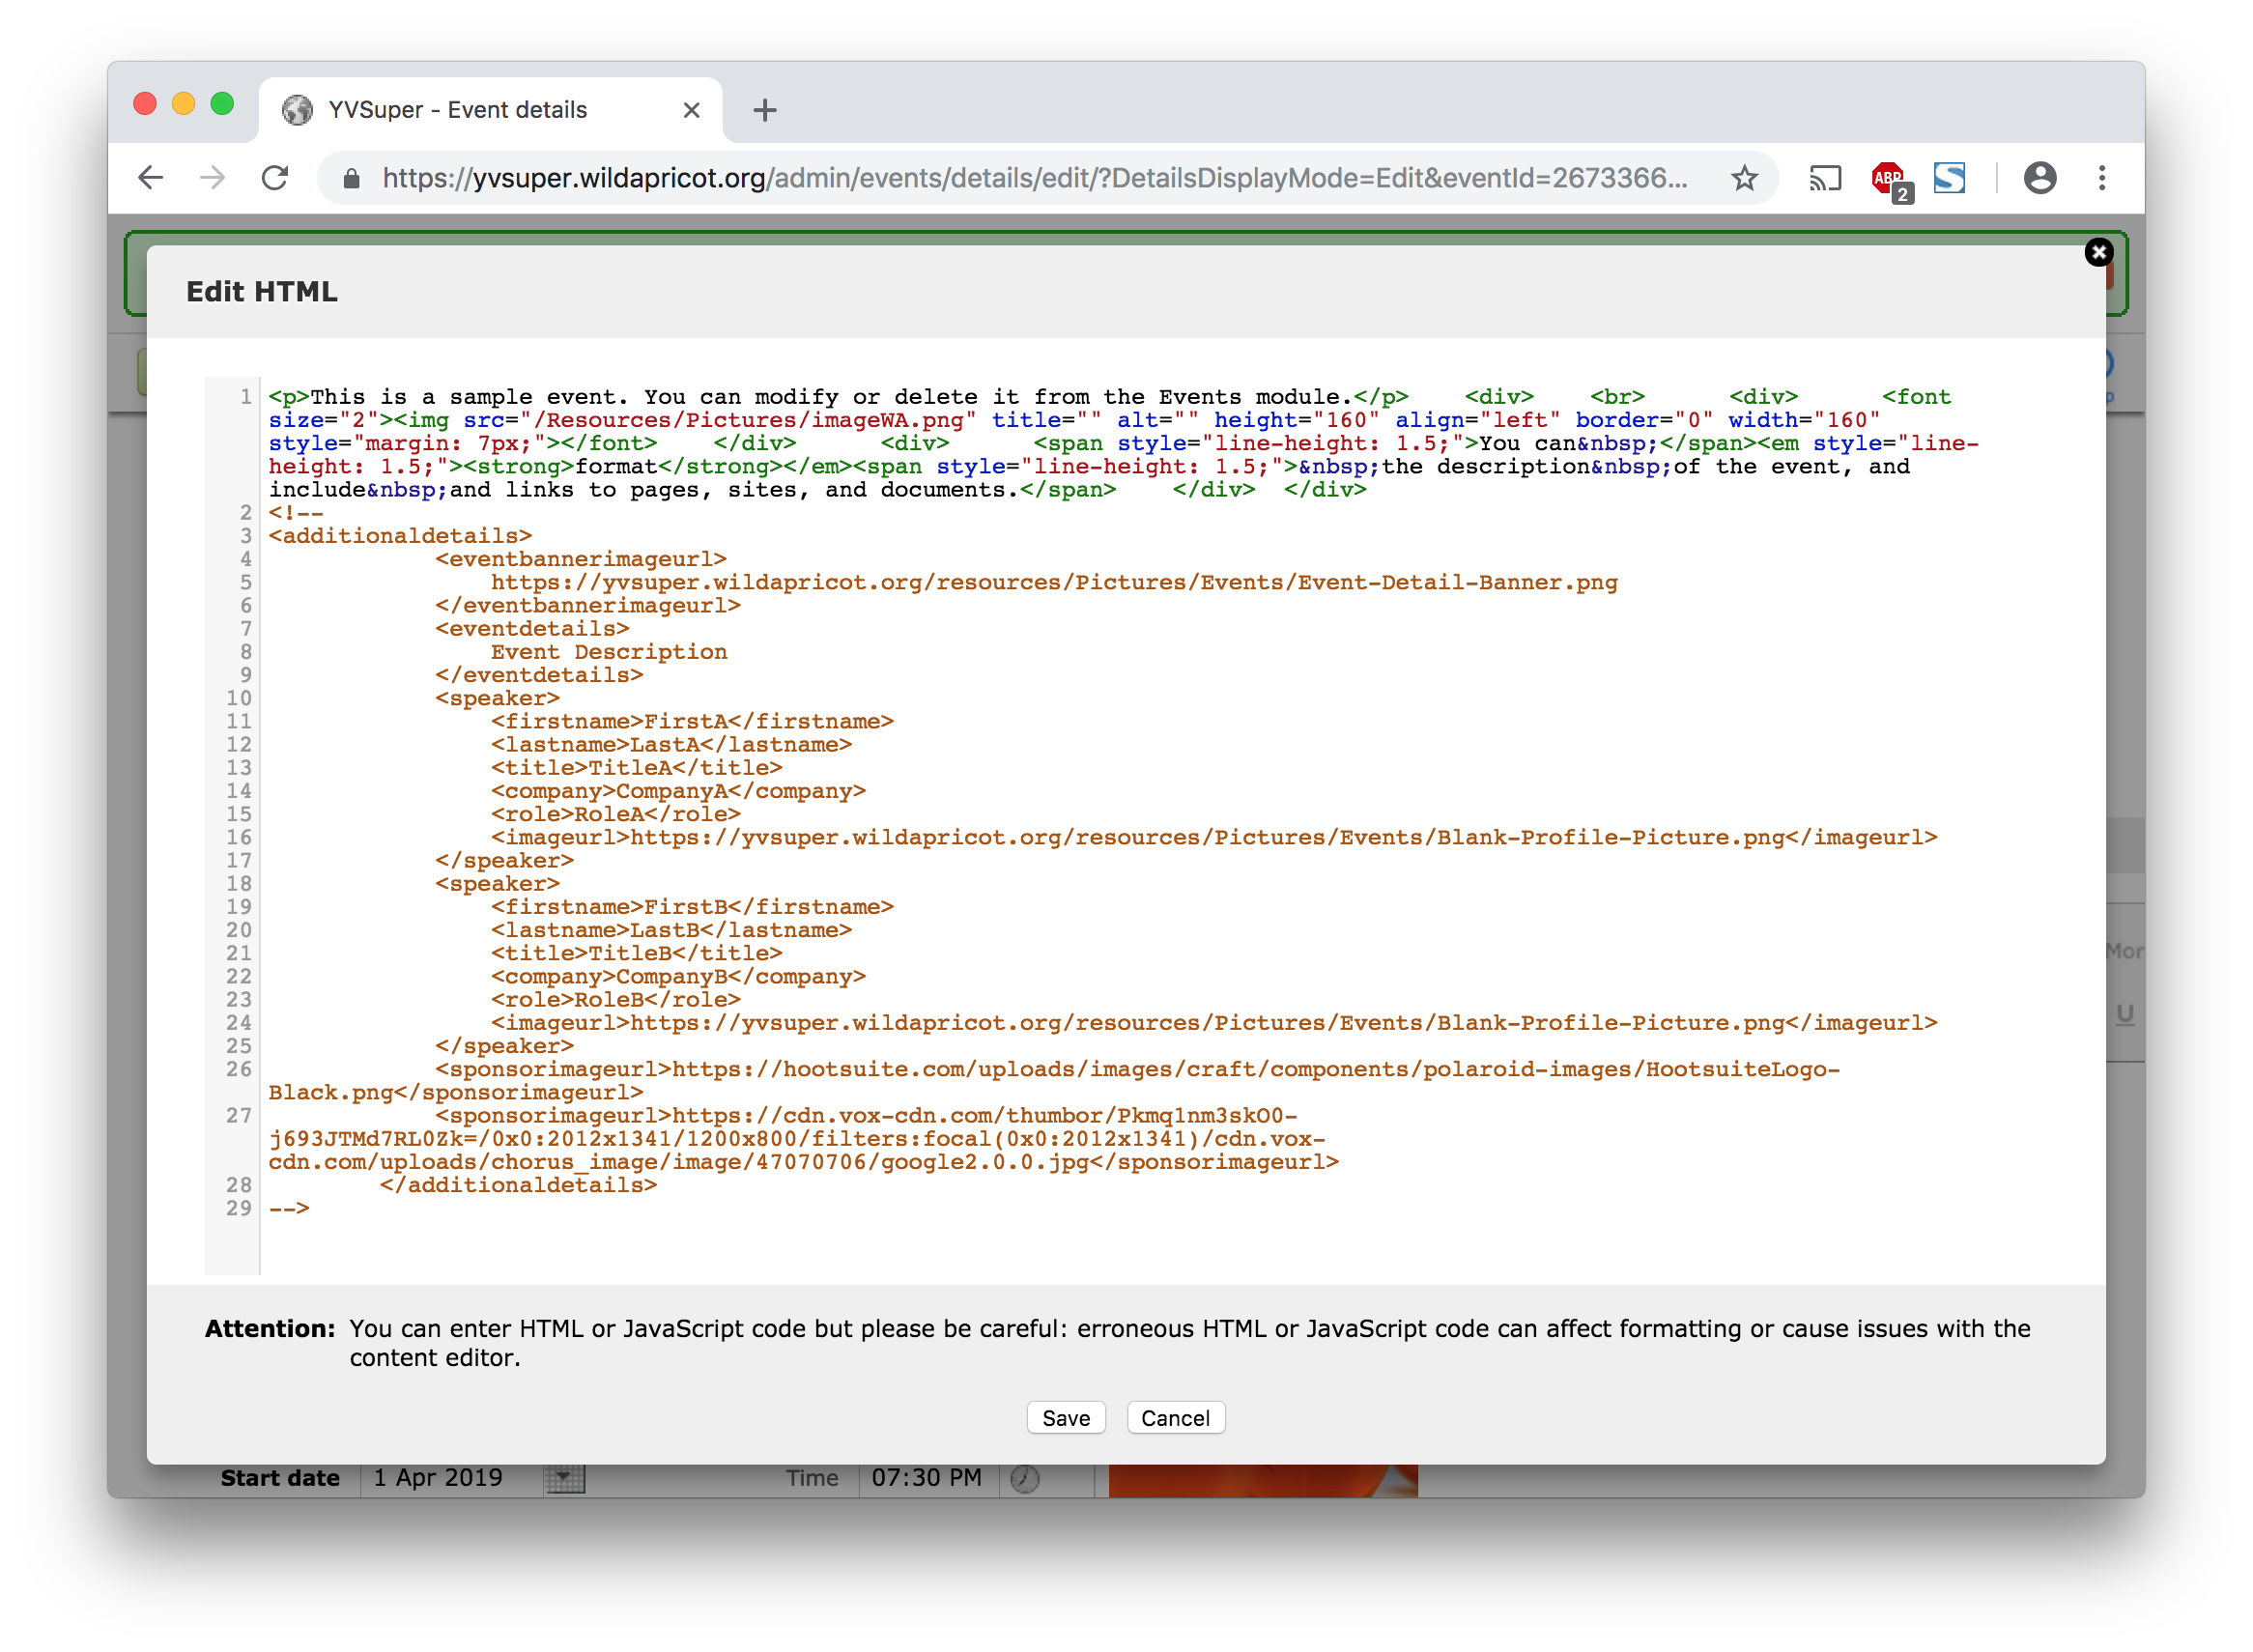 YVSuper - Event details
https://yvsuper.wildapricot.org/admin/events/details/edit/?DetailsDisplayMode=Edit&eventId=2673366...
ABP
2
Edit HTML
1 <p>This is a sample event. You can modify or delete it from the Events module.</p>    <div>    <br>      <div>      <font
size="2"><img src="/Resources/Pictures/imageWA.png" title="" alt="" height="160" align="left" border="0" width="160"
style="margin: 7px;"></font>    </div>      <div>      <span style="line-height: 1.5;">You can&nbsp;</span><em style="line-
height: 1.5;"><strong>format</strong></em><span style="line-height: 1.5;">&nbsp;the description&nbsp;of the event, and
include&nbsp;and links to pages, sites, and documents.</span>    </div>  </div>
2 <!--
3 <additionaldetails>
4 <eventbannerimageurl>
5 https://yvsuper.wildapricot.org/resources/Pictures/Events/Event-Detail-Banner.png
6 </eventbannerimageurl>
7 <eventdetails>
8 Event Description
9 </eventdetails>
10 <speaker>
11 <firstname>FirstA</firstname>
12 <lastname>LastA</lastname>
13 <title>TitleA</title>
14 <company>CompanyA</company>
15 <role>RoleA</role>
16 <imageurl>https://yvsuper.wildapricot.org/resources/Pictures/Events/Blank-Profile-Picture.png</imageurl>
17 </speaker>
18 <speaker>
19 <firstname>FirstB</firstname>
20 <lastname>LastB</lastname>
21 <title>TitleB</title>
22 <company>CompanyB</company>
23 <role>RoleB</role>
24 <imageurl>https://yvsuper.wildapricot.org/resources/Pictures/Events/Blank-Profile-Picture.png</imageurl>
25 </speaker>
26 <sponsorimageurl>https://hootsuite.com/uploads/images/craft/components/polaroid-images/HootsuiteLogo-
Black.png</sponsorimageurl>
27 <sponsorimageurl>https://cdn.vox-cdn.com/thumbor/Pkmq1nm3skO0-
j693JTMd7RL0Zk=/0x0:2012x1341/1200x800/filters:focal(0x0:2012x1341)/cdn.vox-
cdn.com/uploads/chorus_image/image/47070706/google2.0.0.jpg</sponsorimageurl>
28 </additionaldetails>
29 -->
Mor
U
Attention: You can enter HTML or JavaScript code but please be careful: erroneous HTML or JavaScript code can affect formatting or cause issues with the
content editor.
Save Cancel
Start date 1 Apr 2019 Time 07:30 PM